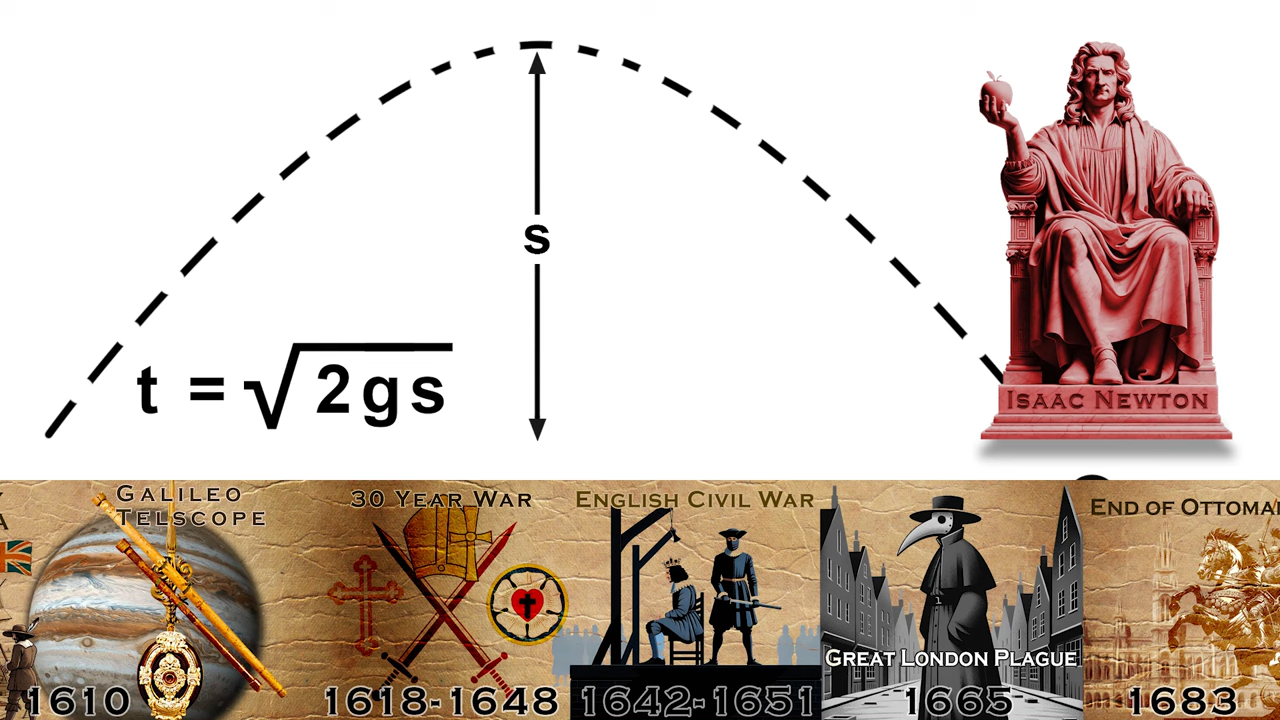 s
t = √2gs
ISAAC NEWTON
GALILEO
TELSCOPE
1610
30 YEAR WAR
1618-1648
ENGLISH CIVIL WAR
1642-1651
GREAT LONDON PLAGUE
1665
END OF OTTOMA
1683